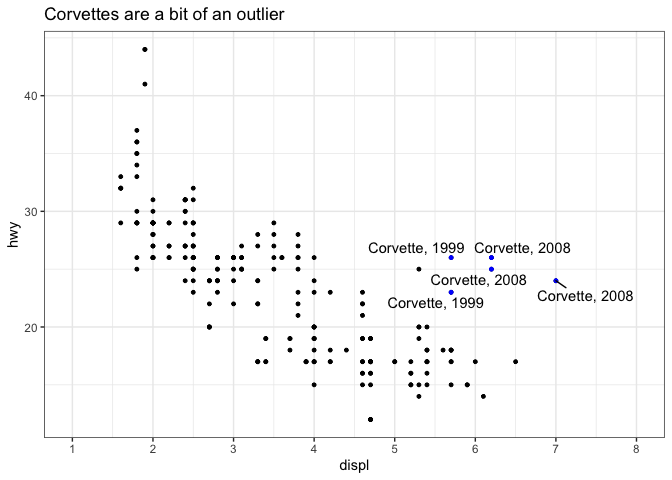 Corvettes are a bit of an outlier
40
30
20
hwy
Corvette, 1999
Corvette, 2008
Corvette, 2008
Corvette, 2008
Corvette, 1999
1 2 3 4 5 6 7 8
displ